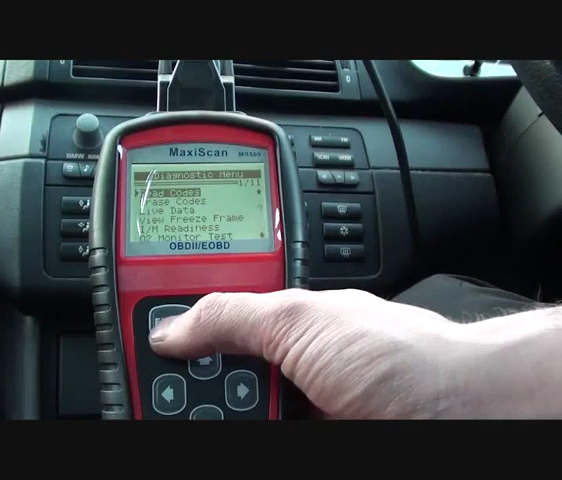 MaxiScan MS509
Diagnostic Menu
1/11
Read Codes
Erase Codes
Live Data
View Freeze Frame
I/M Readiness
O2 Monitor Test
?
OBDII/EOBD
BMW